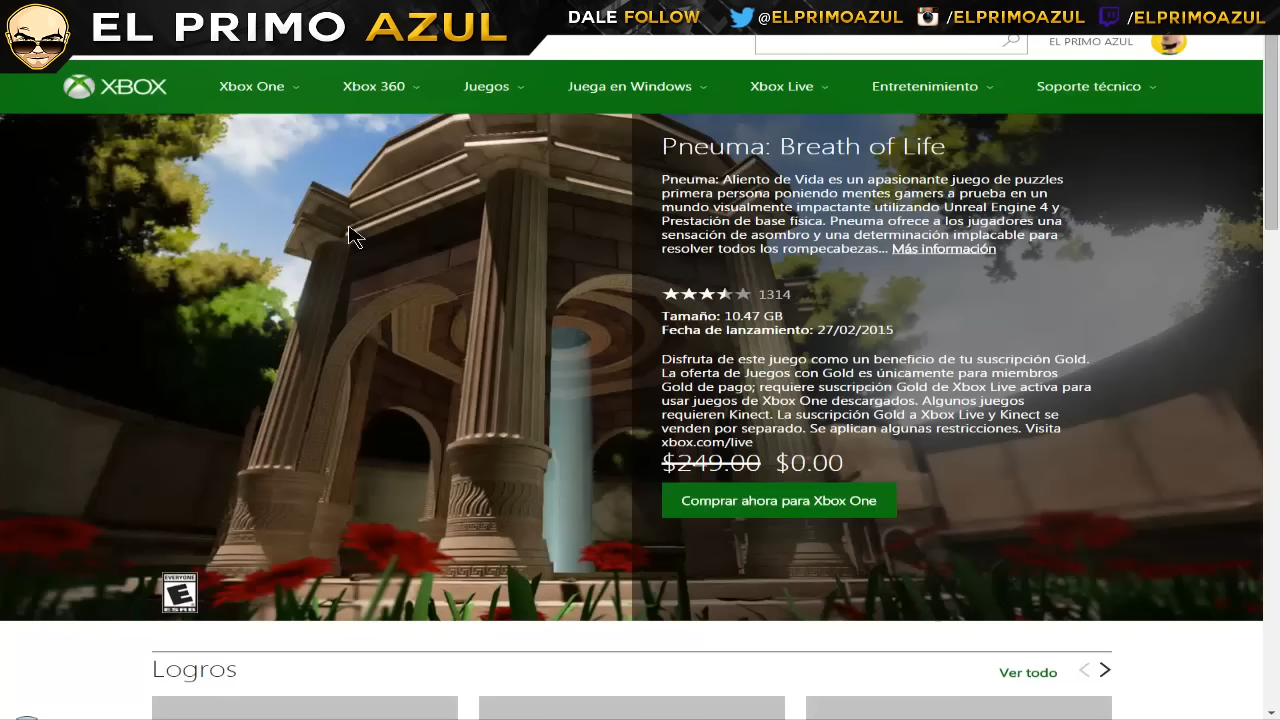 EL PRIMO AZUL
DALE FOLLOW @ELPRIMOAZUL /ELPRIMOAZUL /ELPRIMOAZUL
EL PRIMO AZUL
XBOX Xbox One Xbox 360 Juegos Juega en Windows Xbox Live Entretenimiento Soporte técnico
Pneuma: Breath of Life
Pneuma: Aliento de Vida es un apasionante juego de puzzles
primera persona poniendo mentes gamers a prueba en un
mundo visualmente impactante utilizando Unreal Engine 4 y
Prestación de base física. Pneuma ofrece a los jugadores una
sensación de asombro y una determinación implacable para
resolver todos los rompecabezas... Más información
1314
Tamaño: 10.47 GB
Fecha de lanzamiento: 27/02/2015
Disfruta de este juego como un beneficio de tu suscripción Gold.
La oferta de Juegos con Gold es únicamente para miembros
Gold de pago; requiere suscripción Gold de Xbox Live activa para
usar juegos de Xbox One descargados. Algunos juegos
requieren Kinect. La suscripción Gold a Xbox Live y Kinect se
venden por separado. Se aplican algunas restricciones. Visita
xbox.com/live
$249.00 $0.00
Comprar ahora para Xbox One
EVERYONE
E
ESRB
Logros
Ver todo